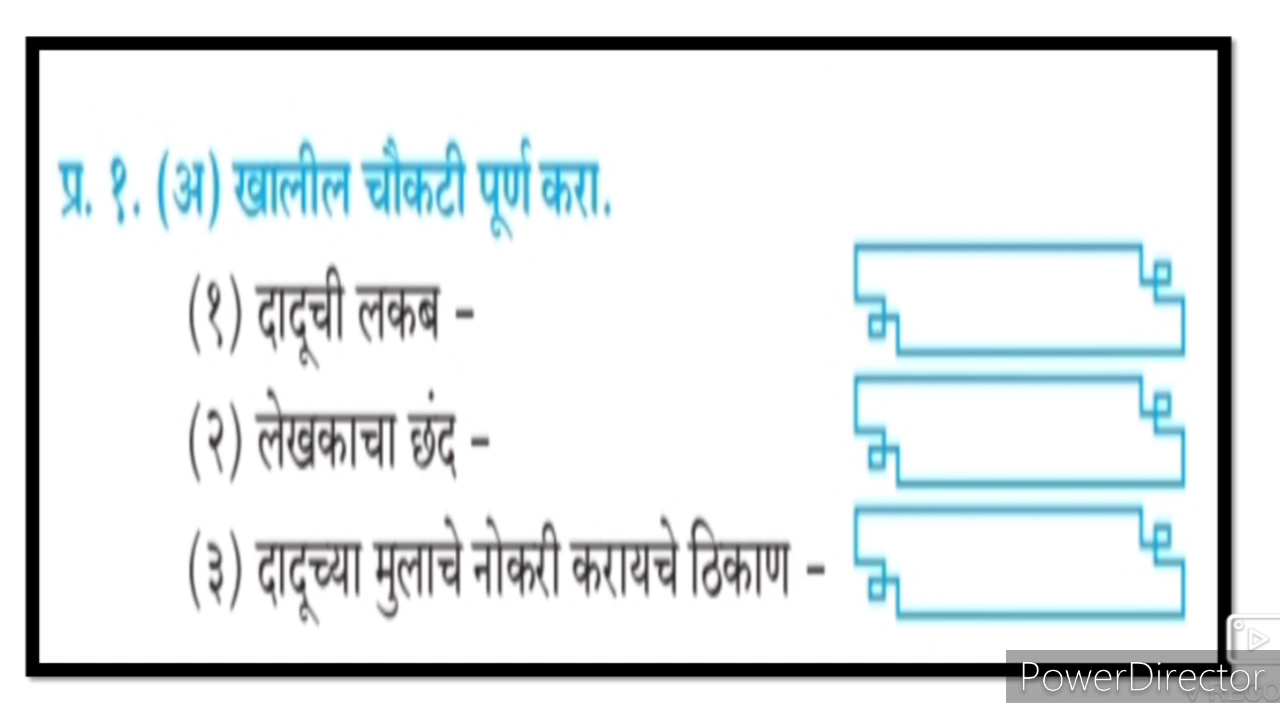 प्र. १. (अ) खालील चौकटी पूर्ण करा.
(१) दादूची लकब –
(२) लेखकाचा छंद –
(३) दादूच्या मुलाचे नोकरी करायचे ठिकाण –
PowerDirector